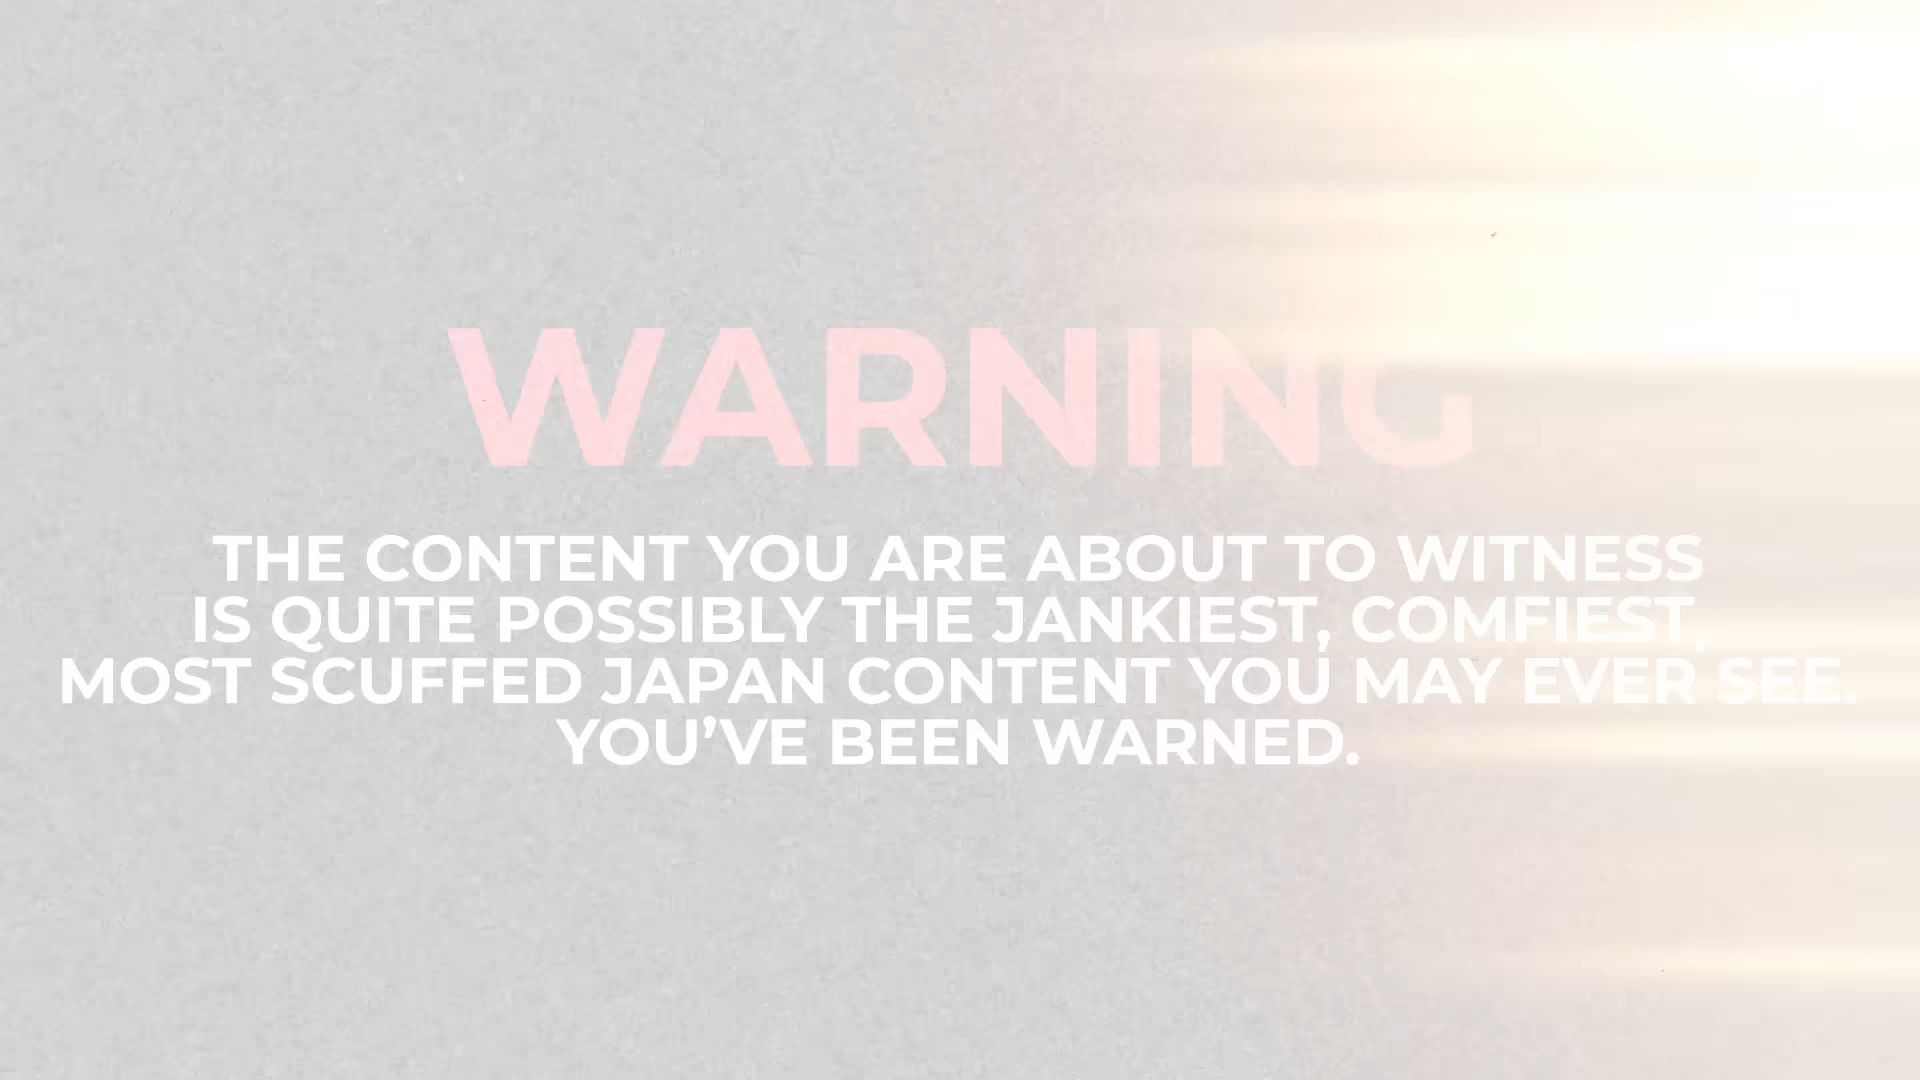 WARNING
THE CONTENT YOU ARE ABOUT TO WITNESS
IS QUITE POSSIBLY THE JANKIEST, COMFIEST,
MOST SCUFFED JAPAN CONTENT YOU MAY EVER SEE.
YOU’VE BEEN WARNED.